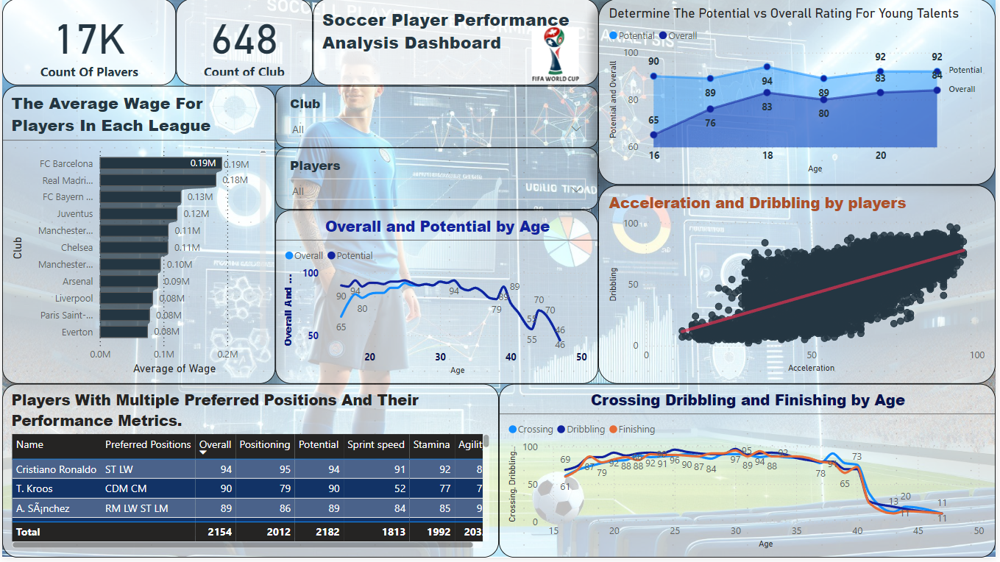 17K
Count Of Players
648
Count of Club
Soccer Player Performance
Analysis Dashboard
FIFA WORLD CUP
Determine The Potential vs Overall Rating For Young Talents
Potential Overall
Potential and Overall
100
80
60
90
89
94
89
92
92
65
76
83
80
83
84
Potential
Overall
16
18
20
Age
The Average Wage For
Players In Each League
Club
FC Barcelona 0.19M 0.19M
Real Madri... 0.18M
FC Bayern ... 0.13M
Juventus 0.12M
Manchester... 0.11M
Chelsea 0.11M
Manchester... 0.10M
Arsenal 0.09M
Liverpool 0.08M
Paris Saint-... 0.08M
Everton 0.08M
0.0M 0.1M 0.2M
Average of Wage
Club
All
Players
All
Overall and Potential by Age
Overall Potential
Overall And ...
100
50
90
94
65
80
94
79
89
89
55
55
70
70
46
46
20 30 40 50
Age
Acceleration and Dribbling by players
Dribbling
100
50
0
0 50 100
Acceleration
Players With Multiple Preferred Positions And Their
Performance Metrics.
Name Preferred Positions Overall Positioning Potential Sprint speed Stamina Agilit
Cristiano Ronaldo ST LW 94 95 94 91 92 8
T. Kroos CDM CM 90 79 90 52 77 7
A. SÃ¡nchez RM LW ST LM 89 86 89 84 85 9
Total 2154 2012 2182 1813 1992 203
Crossing Dribbling and Finishing by Age
Crossing Dribbling Finishing
Crossing, Dribbling...
100
50
0
69
61
87
79
92
88
88
92
91
96
90
87
84
97
95
89
94
88
92
78
65
73
13
20
11
11
11
15 20 25 30 35 40 45 50
Age